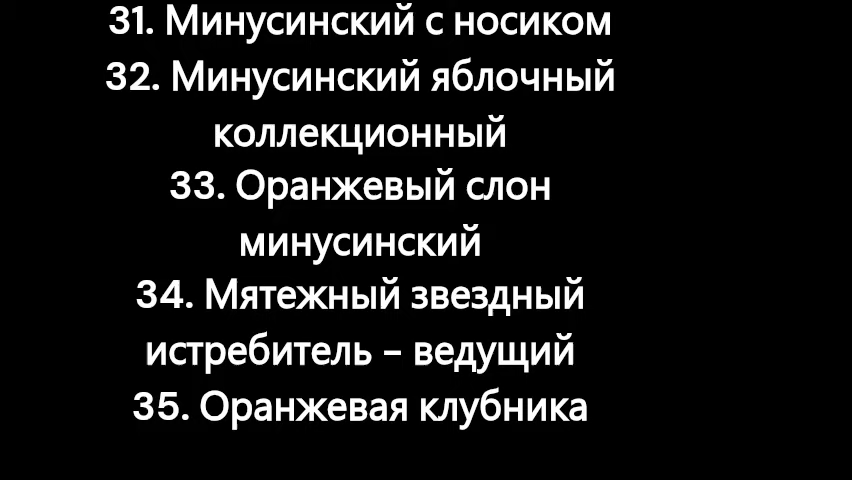 31. Минусинский с носиком
32. Минусинский яблочный
коллекционный
33. Оранжевый слон
минусинский
34. Мятежный звездный
истребитель – ведущий
35. Оранжевая клубника